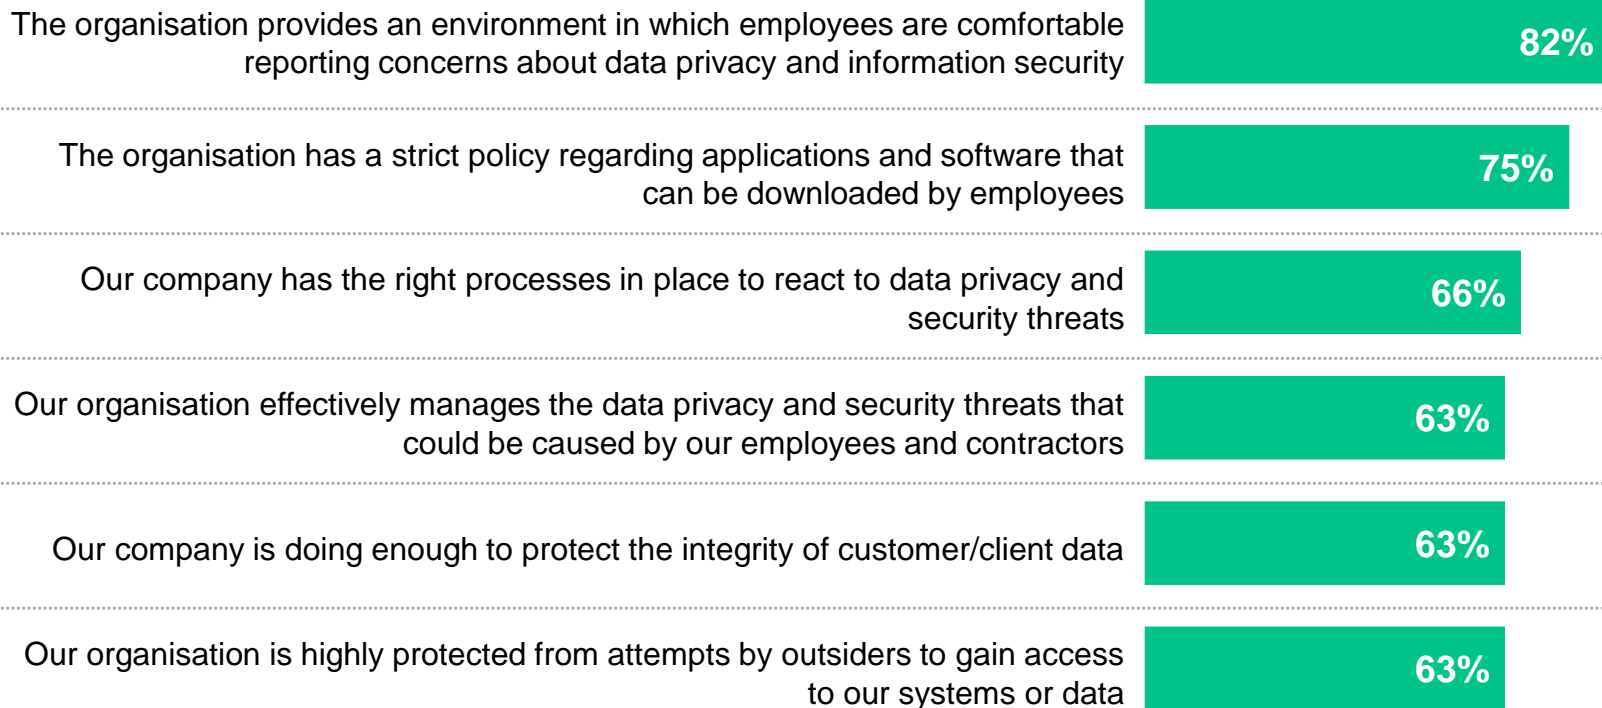 The organisation provides an environment in which employees are comfortable
reporting concerns about data privacy and information security
82%
The organisation has a strict policy regarding applications and software that
can be downloaded by employees
75%
Our company has the right processes in place to react to data privacy and
security threats
66%
Our organisation effectively manages the data privacy and security threats that
could be caused by our employees and contractors
63%
Our company is doing enough to protect the integrity of customer/client data
63%
Our organisation is highly protected from attempts by outsiders to gain access
to our systems or data
63%